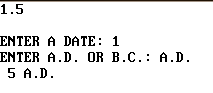 1.5
ENTER A DATE: 1
ENTER A.D. OR B.C.: A.D.
5 A.D.